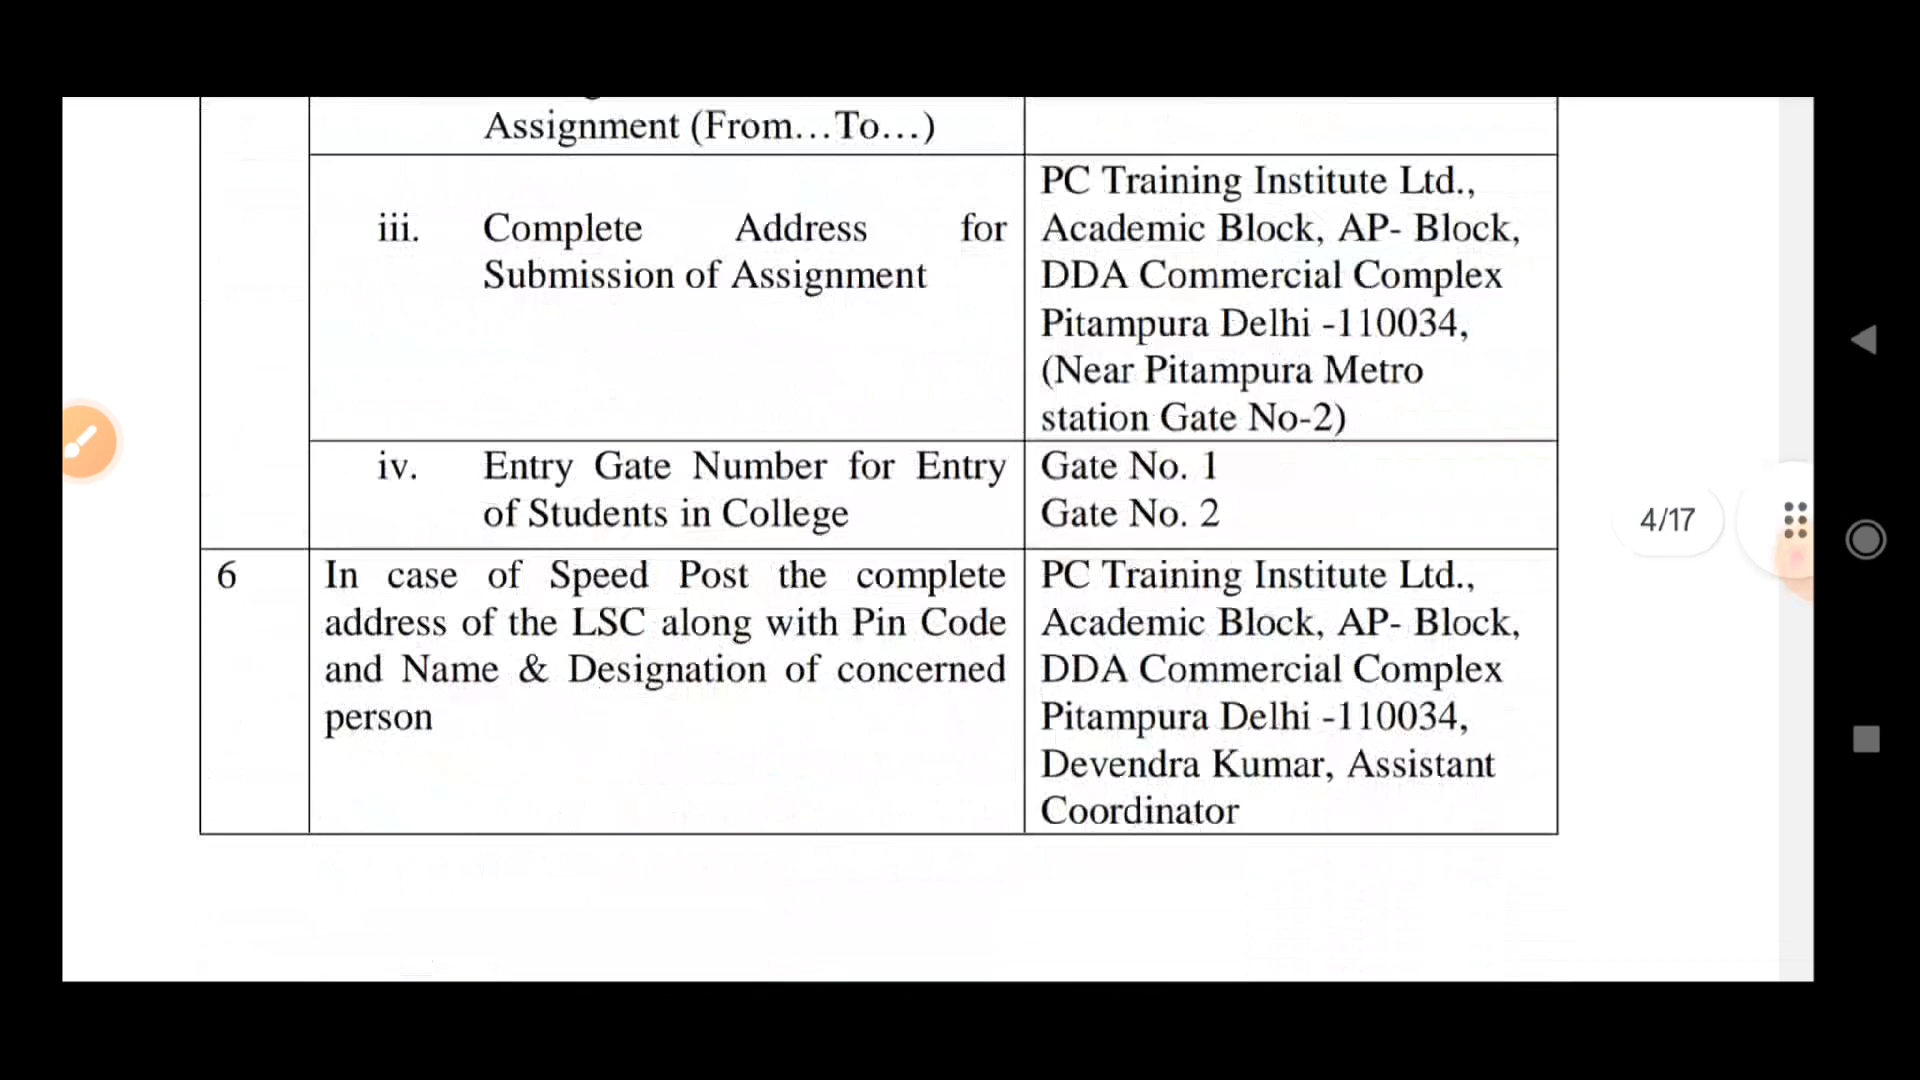 Assignment (From...To...)
iii. Complete Address for
Submission of Assignment
PC Training Institute Ltd.,
Academic Block, AP- Block,
DDA Commercial Complex
Pitampura Delhi -110034,
(Near Pitampura Metro
station Gate No-2)
iv. Entry Gate Number for Entry
of Students in College
Gate No. 1
Gate No. 2
6
In case of Speed Post the complete
address of the LSC along with Pin Code
and Name & Designation of concerned
person
PC Training Institute Ltd.,
Academic Block, AP- Block,
DDA Commercial Complex
Pitampura Delhi -110034,
Devendra Kumar, Assistant
Coordinator
4/17